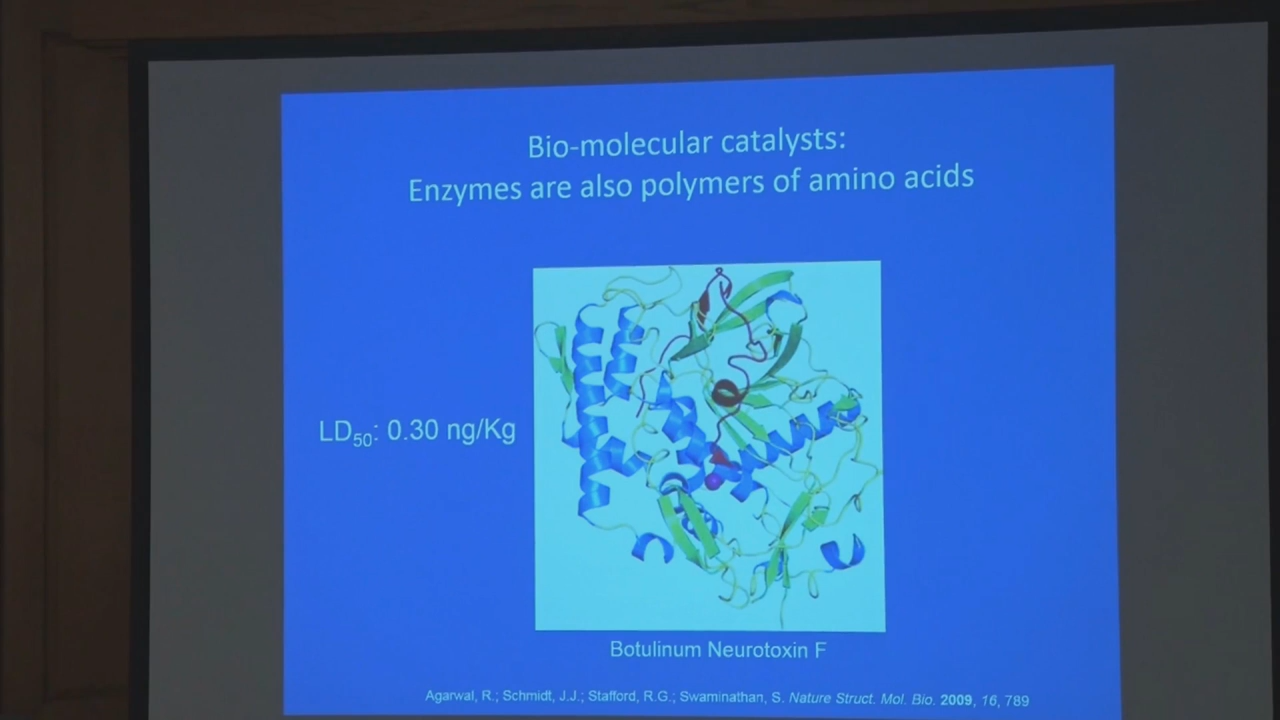 Bio-molecular catalysts:
Enzymes are also polymers of amino acids
LD50: 0.30 ng/Kg
Botulinum Neurotoxin F
Agarwal, R.; Schmidt, J.J.; Stafford, R.G.; Swaminathan, S. Nature Struct. Mol. Bio. 2009, 16, 789